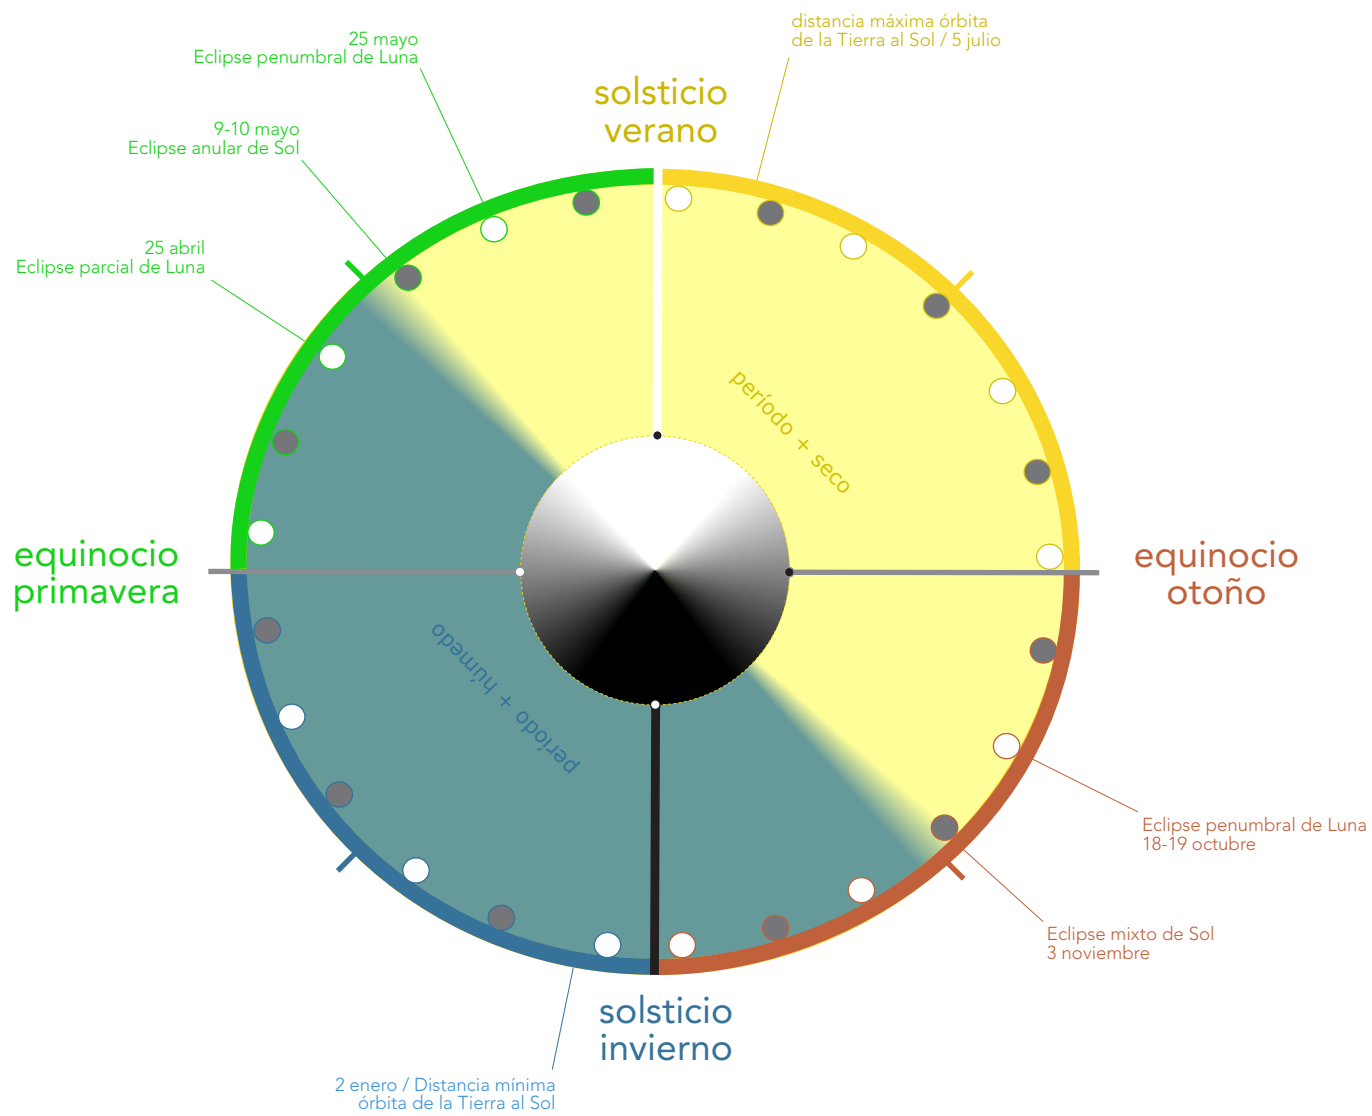 distancia máxima órbita
de la Tierra al Sol / 5 julio
25 mayo
Eclipse penumbral de Luna
solsticio
verano
9-10 mayo
Eclipse anular de Sol
25 abril
Eclipse parcial de Luna
período + seco
equinocio
primavera
equinocio
otoño
período + húmedo
Eclipse penumbral de Luna
18-19 octubre
Eclipse mixto de Sol
3 noviembre
solsticio
invierno
2 enero / Distancia mínima
órbita de la Tierra al Sol